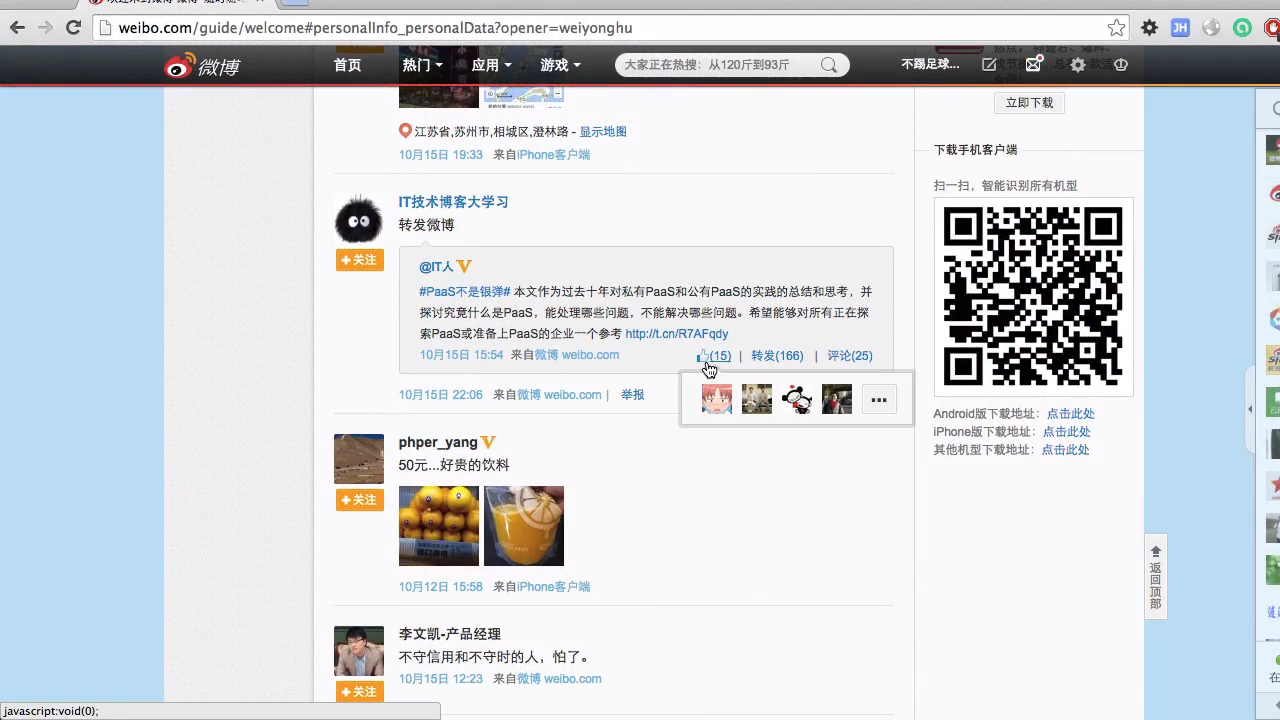 weibo.com/guide/welcome#personalInfo_personalData?opener=weiyonghu
JH
微博
首页
热门
应用
游戏
大家正在热搜：从120斤到93斤
不蹋足球...
立即下载
江苏省,苏州市,相城区,澄林路 - 显示地图
10月15日 19:33 来自iPhone客户端
下载手机客户端
扫一扫，智能识别所有机型
IT技术博客大学习
转发微博
+ 关注
@IT人 V
#PaaS不是银弹# 本文作为过去十年对私有PaaS和公有PaaS的实践的总结和思考，并
探讨究竟什么是PaaS，能处理哪些问题，不能解决哪些问题。希望能够对所有正在探
索PaaS或准备上PaaS的企业一个参考 http://t.cn/R7AFqdy
10月15日 15:54 来自微博 weibo.com (15) | 转发(166) | 评论(25)
10月15日 22:06 来自微博 weibo.com | 举报
...
Android版下载地址：点击此处
iPhone版下载地址：点击此处
其他机型下载地址：点击此处
phper_yang V
50元...好贵的饮料
+ 关注
10月12日 15:58 来自iPhone客户端
返回顶部
李文凯-产品经理
不守信用和不守时的人，怕了。
10月15日 12:23 来自微博 weibo.com
+ 关注
javascript:void(0);